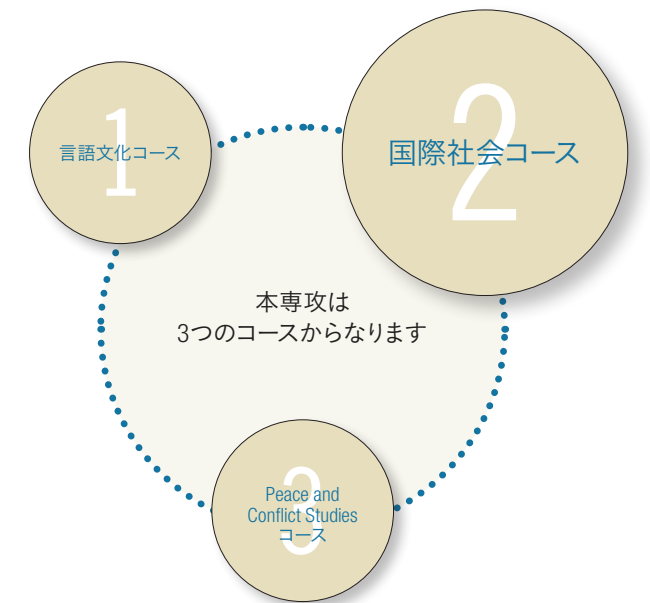 1
言語文化コース
2
国際社会コース
本専攻は
3つのコースからなります
3
Peace and
Conflict Studies
コース